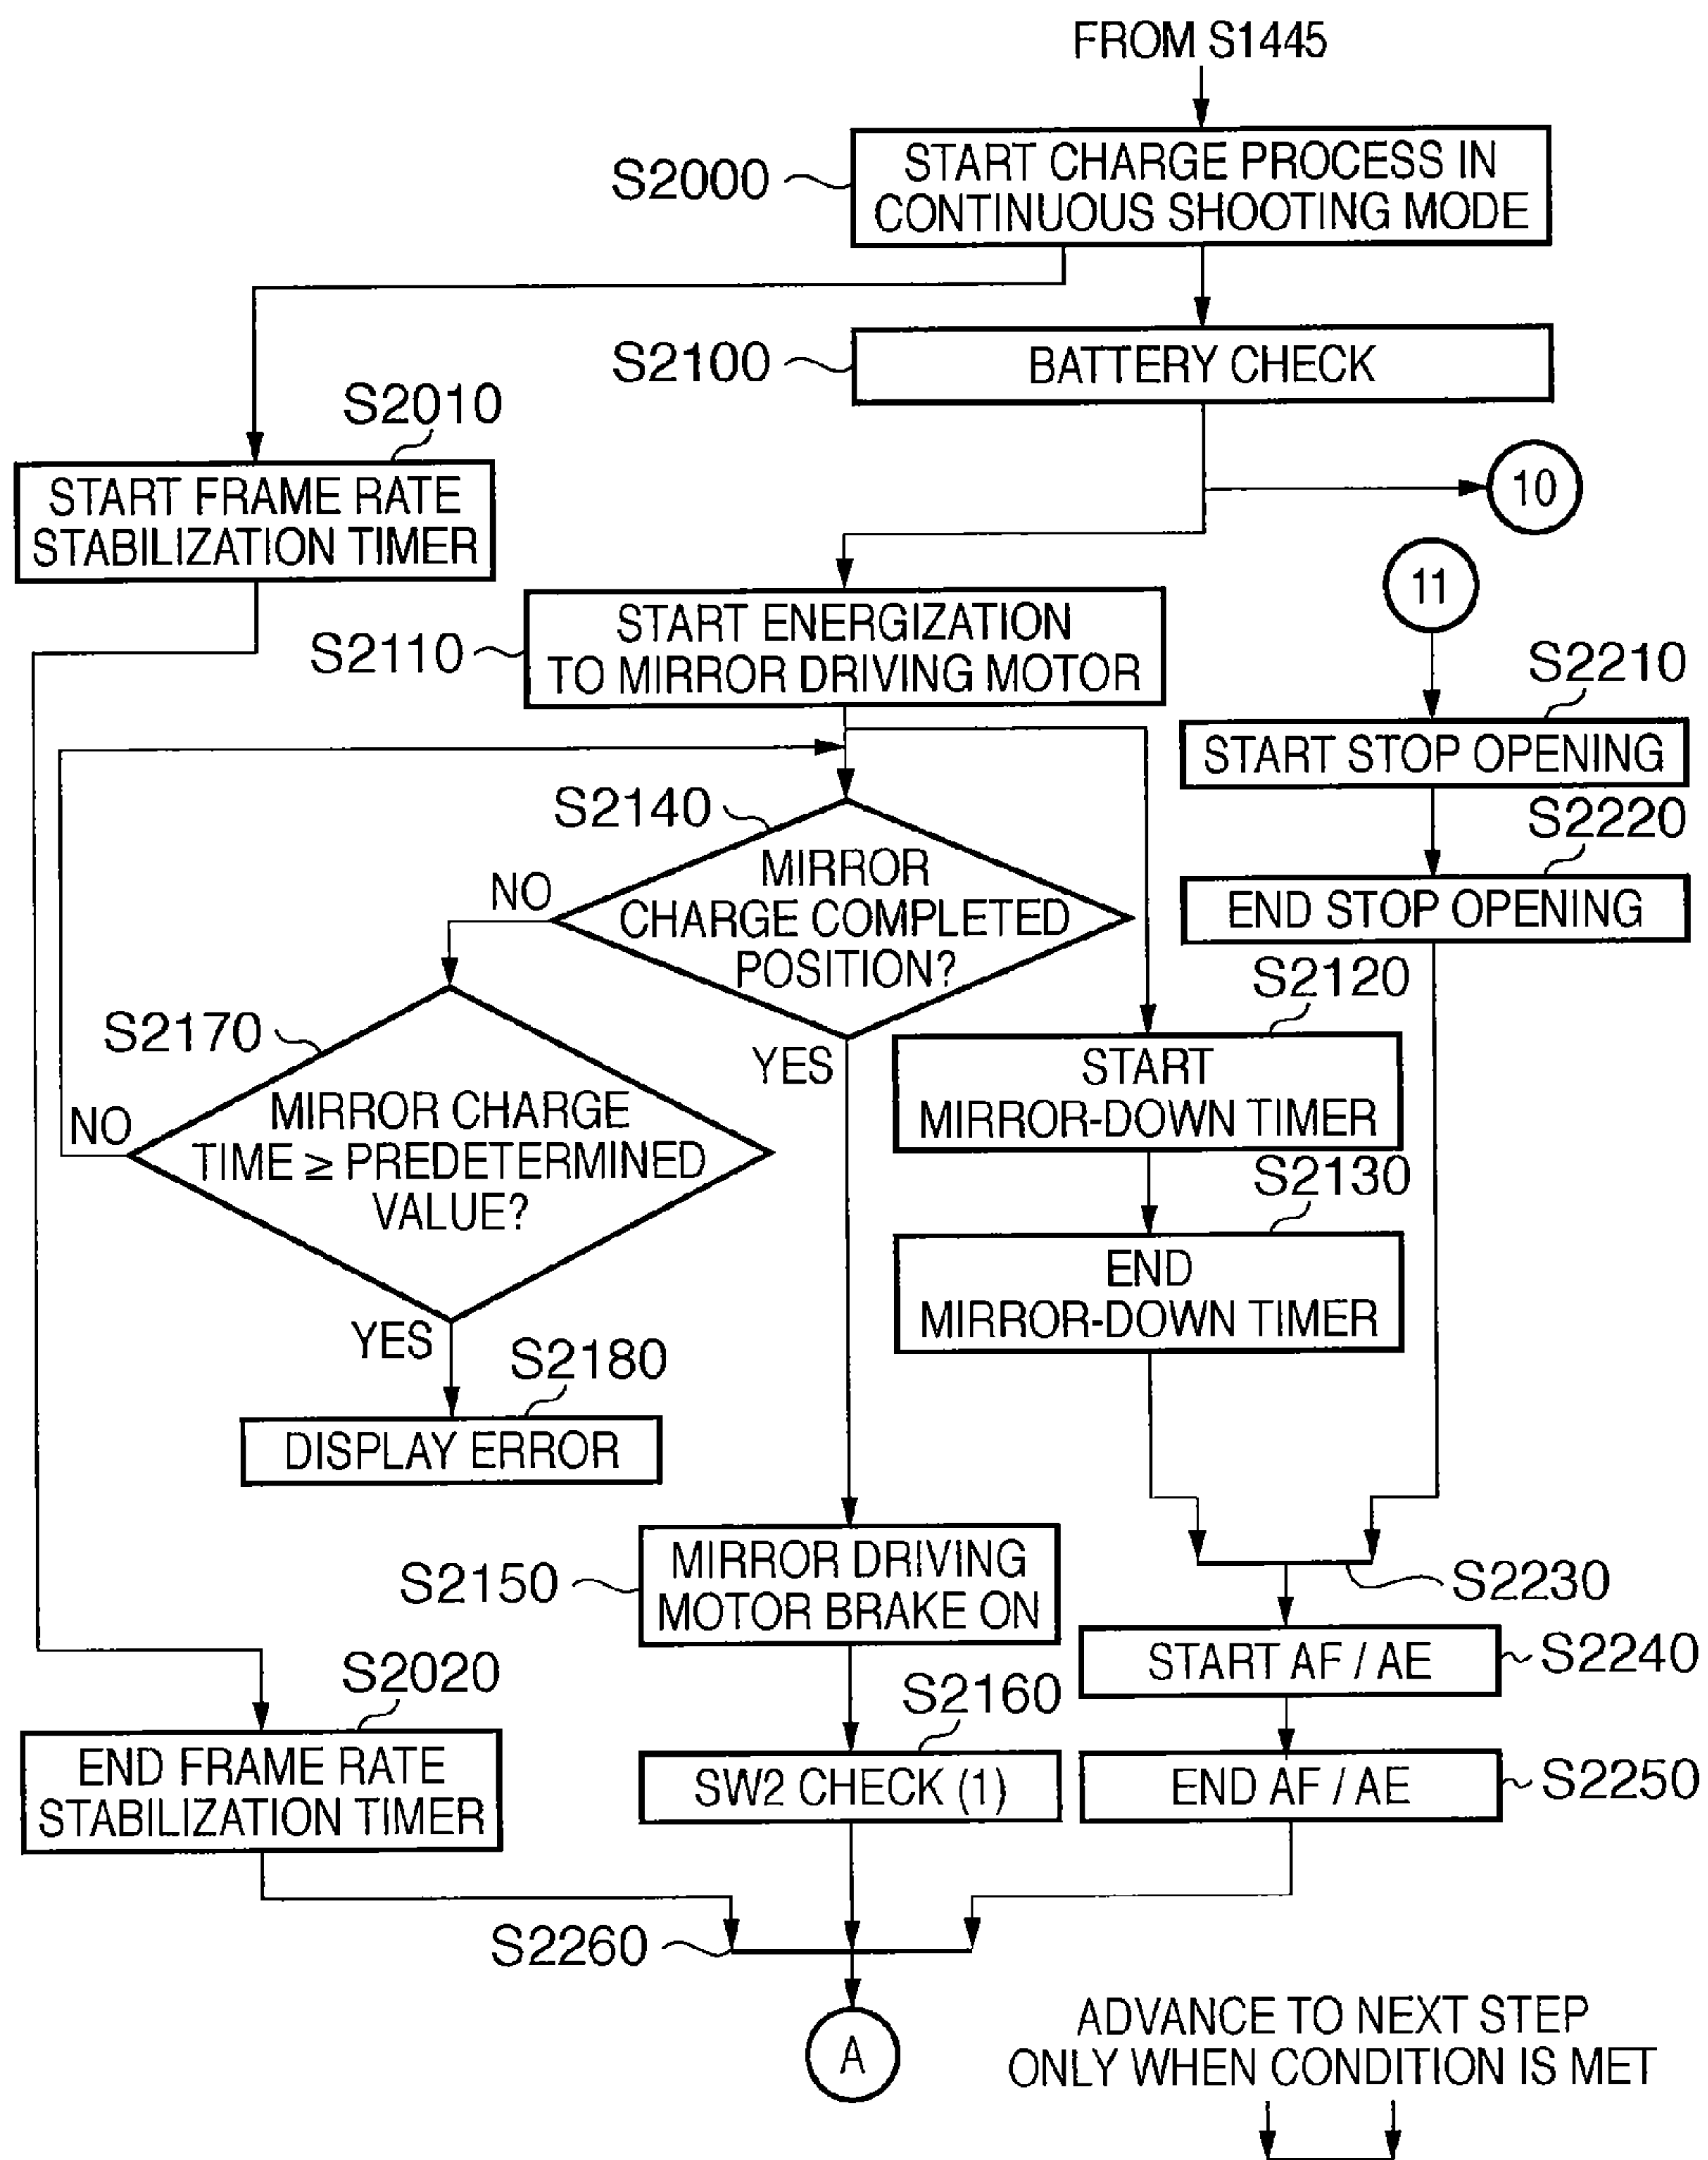 FROM S1445
S2000
START CHARGE PROCESS IN
CONTINUOUS SHOOTING MODE
S2100
BATTERY CHECK
S2010
START FRAME RATE
STABILIZATION TIMER
10
11
S2110
START ENERGIZATION
TO MIRROR DRIVING MOTOR
S2210
START STOP OPENING
S2220
END STOP OPENING
S2140
MIRROR
CHARGE COMPLETED
POSITION?
NO
YES
S2170
MIRROR CHARGE
TIME ≥ PREDETERMINED
VALUE?
NO
YES
S2120
START
MIRROR-DOWN TIMER
S2130
END
MIRROR-DOWN TIMER
S2180
DISPLAY ERROR
S2150
MIRROR DRIVING
MOTOR BRAKE ON
S2230
START AF / AE
S2240
S2020
END FRAME RATE
STABILIZATION TIMER
S2160
SW2 CHECK (1)
END AF / AE
S2250
S2260
A
ADVANCE TO NEXT STEP
ONLY WHEN CONDITION IS MET